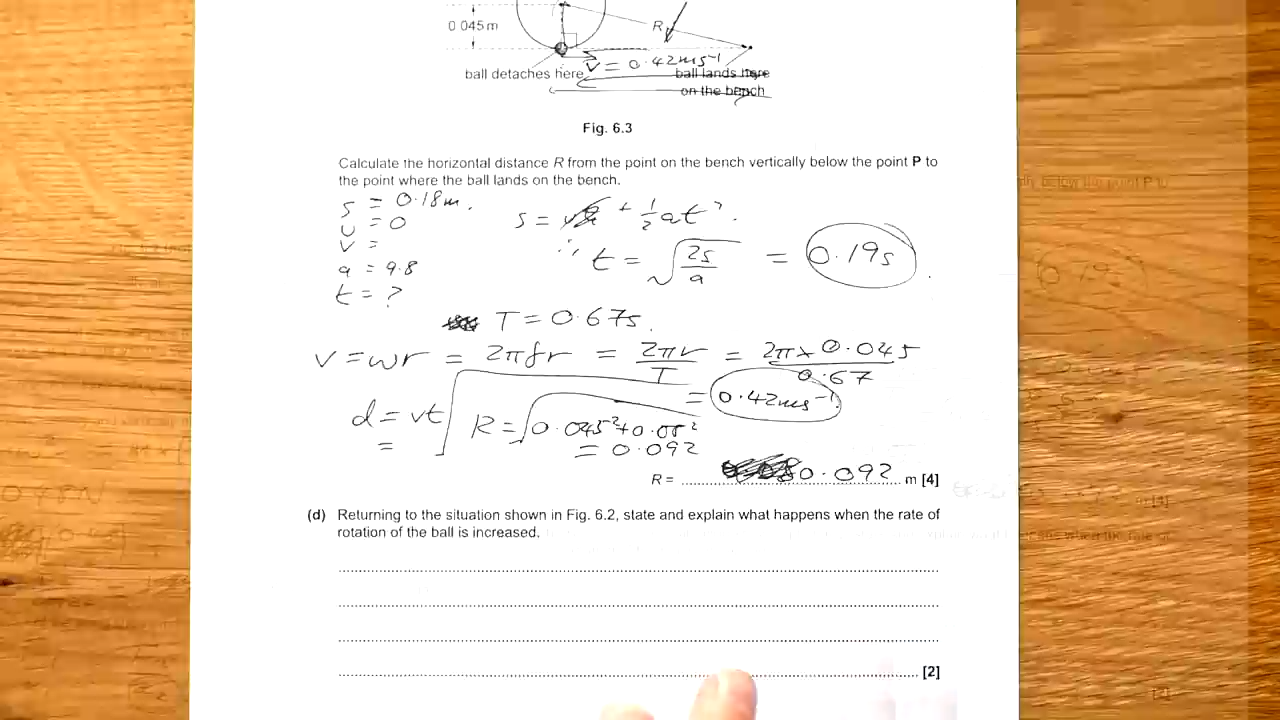 0.045m
R
V = 0.42ms⁻¹
ball detaches here
ball lands here
on the bench
Fig. 6.3
Calculate the horizontal distance R from the point on the bench vertically below the point P to
the point where the ball lands on the bench.
s = 0.18m.
u = 0
v =
a = 9.8
t = ?
s = + ½at².
∴ t = √(2s/a) = 0.19s
T = 0.67s.
v = ωr = 2πfr = 2πr/T = 2π × 0.045/0.67
= 0.42ms⁻¹
d = vt
=
R = √0.045² + 0.08²
= 0.092
R = 0.092 m [4]
(d) Returning to the situation shown in Fig. 6.2, state and explain what happens when the rate of
rotation of the ball is increased.
[2]